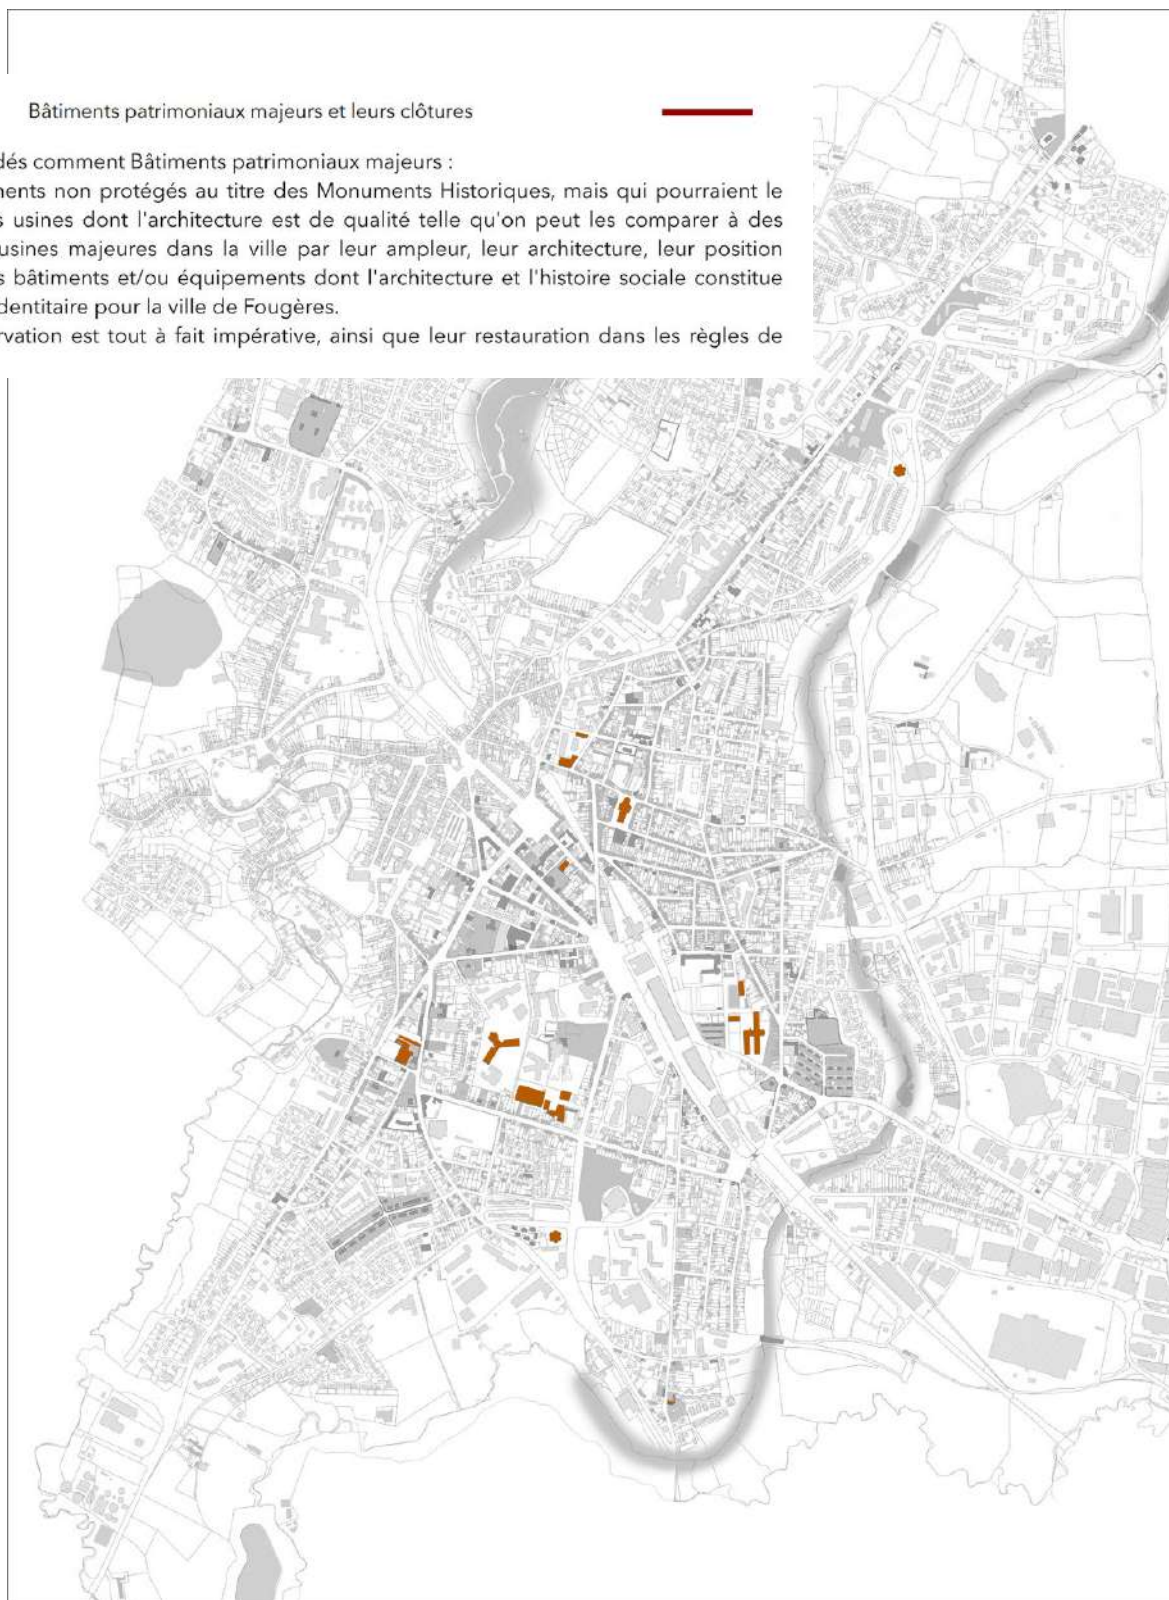 Bâtiments patrimoniaux majeurs et leurs clôtures
dés comment Bâtiments patrimoniaux majeurs :
ments non protégés au titre des Monuments Historiques, mais qui pourraient le
s usines dont l'architecture est de qualité telle qu'on peut les comparer à des
usines majeures dans la ville par leur ampleur, leur architecture, leur position
s bâtiments et/ou équipements dont l'architecture et l'histoire sociale constitue
dentitaire pour la ville de Fougères.
rvation est tout à fait impérative, ainsi que leur restauration dans les règles de